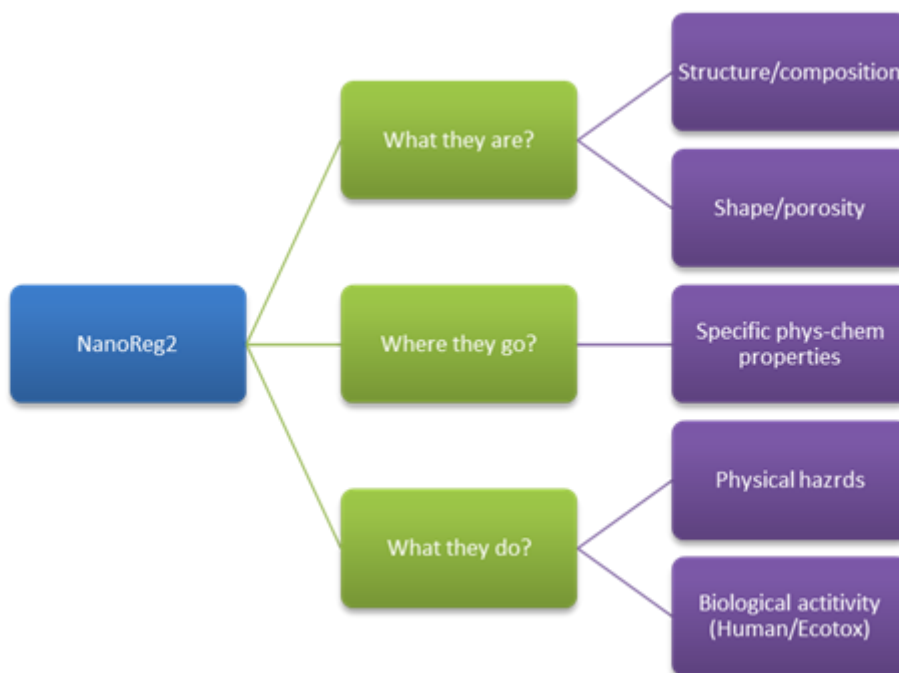 Structure/composition
What they are?
Shape/porosity
NanoReg2
Where they go?
Specific phys-chem
properties
Physical hazrds
What they do?
Biological actitivity
(Human/Ecotox)